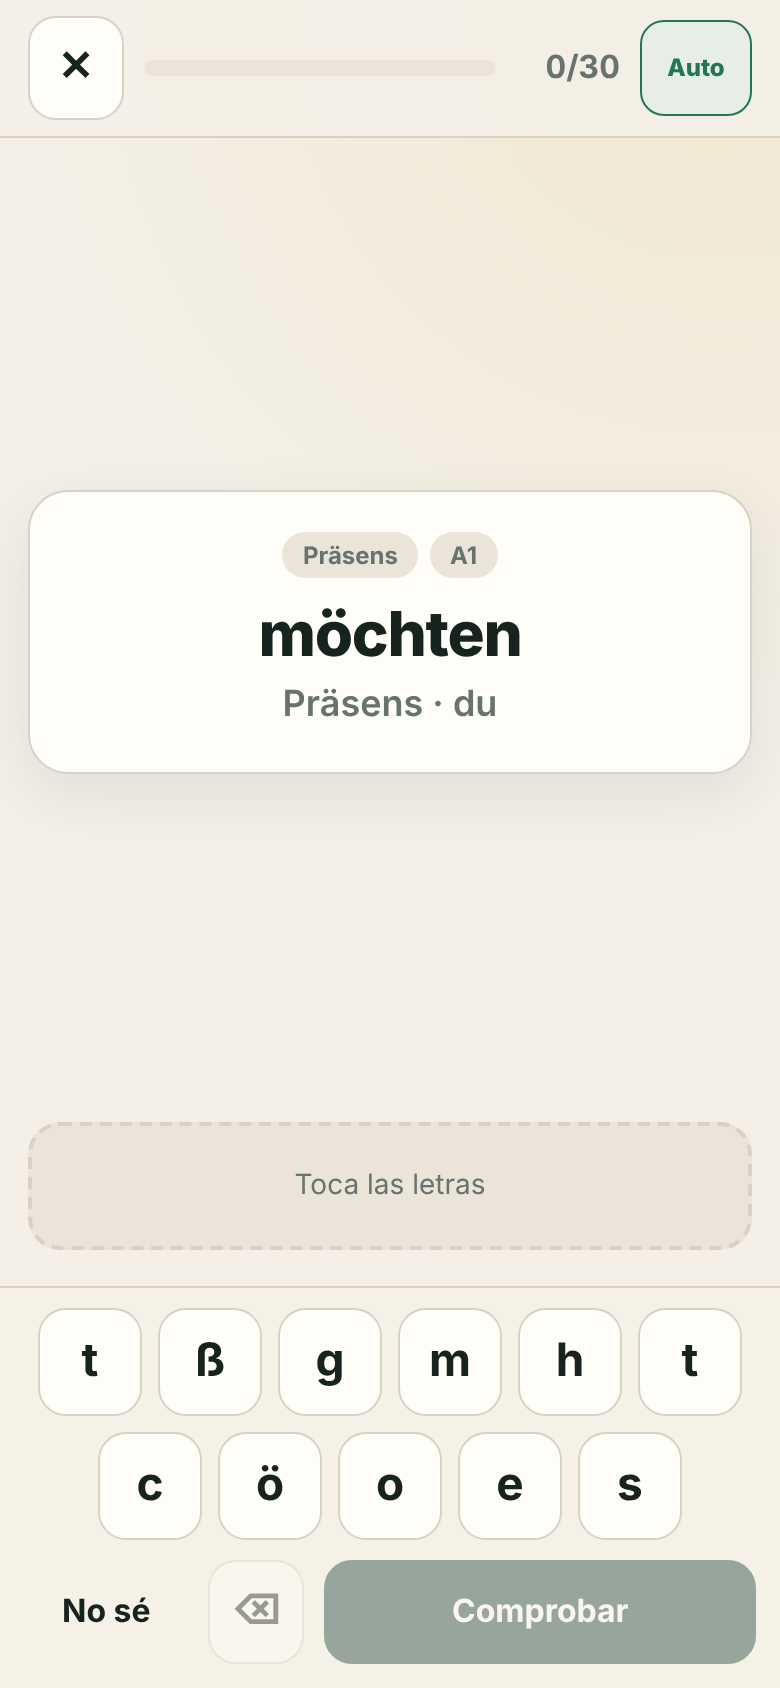 ✕ 0/30 Auto
Präsens A1
möchten
Präsens · du
Toca las letras
t ß g m h t
c ö o e s
No sé Comprobar